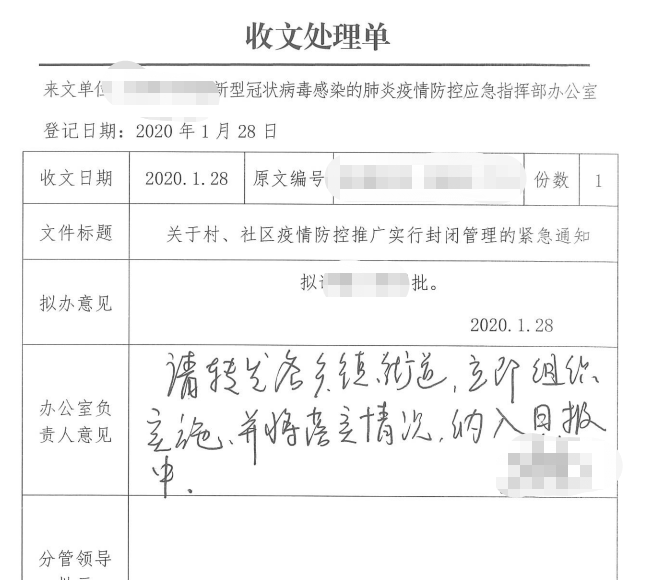 收文处理单
来文单位 新型冠状病毒感染的肺炎疫情防控应急指挥部办公室
登记日期：2020 年 1 月 28 日
收文日期 2020.1.28 原文编号 份数 1
文件标题 关于村、社区疫情防控推广实行封闭管理的紧急通知
拟办意见 拟 批。
2020.1.28
办公室负
责人意见
请转发各乡镇、街道，立即组织
实施、并将落实情况，纳入日报
中.
分管领导